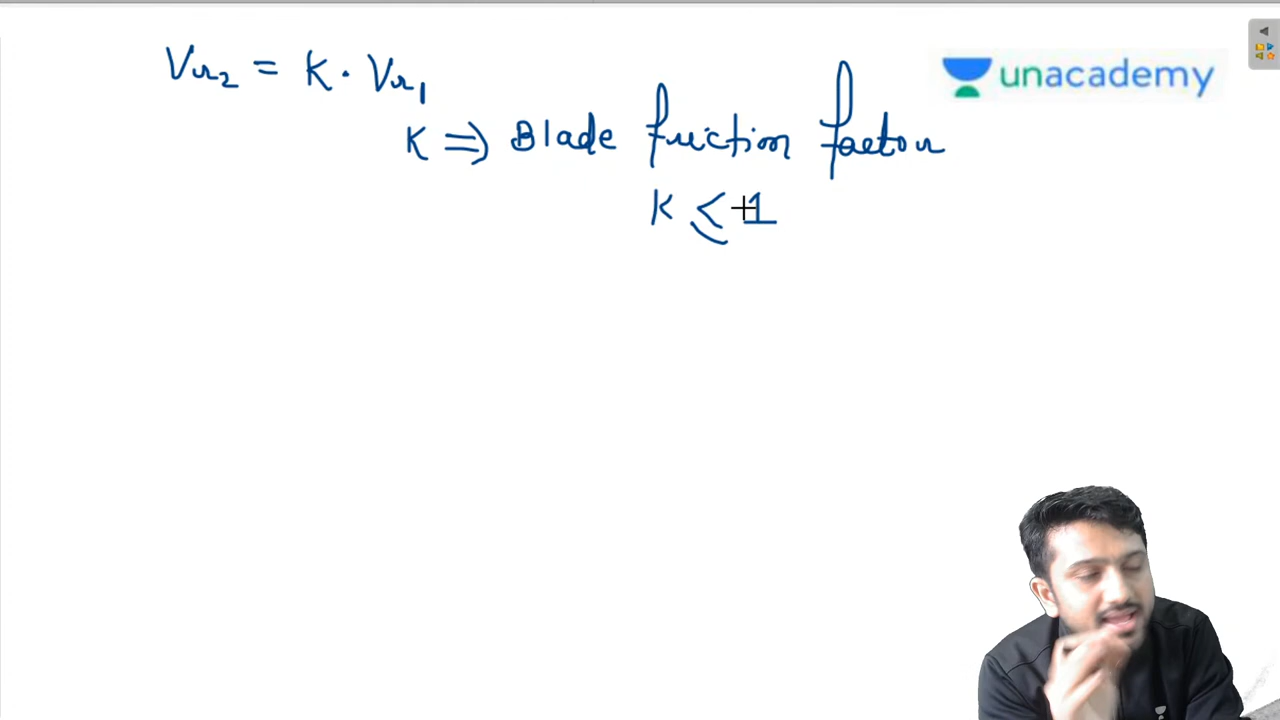 Vr₂ = K · Vr₁
unacademy
K ⇒ Blade friction factor
K ≤ 1